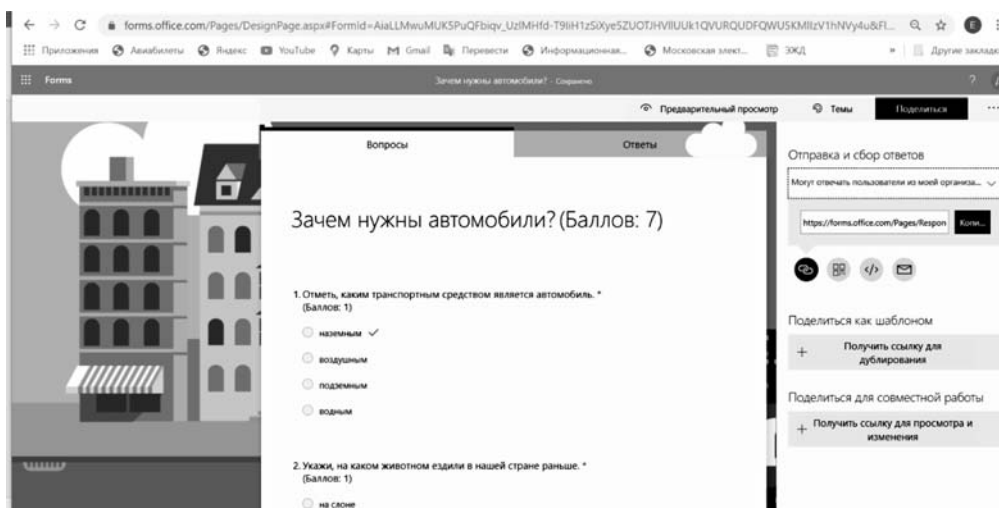 forms.office.com/Pages/DesignPage.aspx#FormId=
Приложения Авиабилеты Яндекс YouTube Карты Gmail Перевести Информационная... Московская элект... ЭЖД » Другие закладки
Forms Зачем нужны автомобили? - Сохранено ?
Предварительный просмотр Темы Поделиться ...
Вопросы Ответы
Отправка и сбор ответов
Могут отвечать пользователи из моей организа...
Зачем нужны автомобили? (Баллов: 7)
https://forms.office.com/Pages/Respon Копи...
1. Отметь, каким транспортным средством является автомобиль. *
(Баллов: 1)
наземным
воздушным
подземным
водным
Поделиться как шаблоном
+ Получить ссылку для
дублирования
Поделиться для совместной работы
+ Получить ссылку для просмотра и
изменения
2. Укажи, на каком животном ездили в нашей стране раньше. *
(Баллов: 1)
на слоне